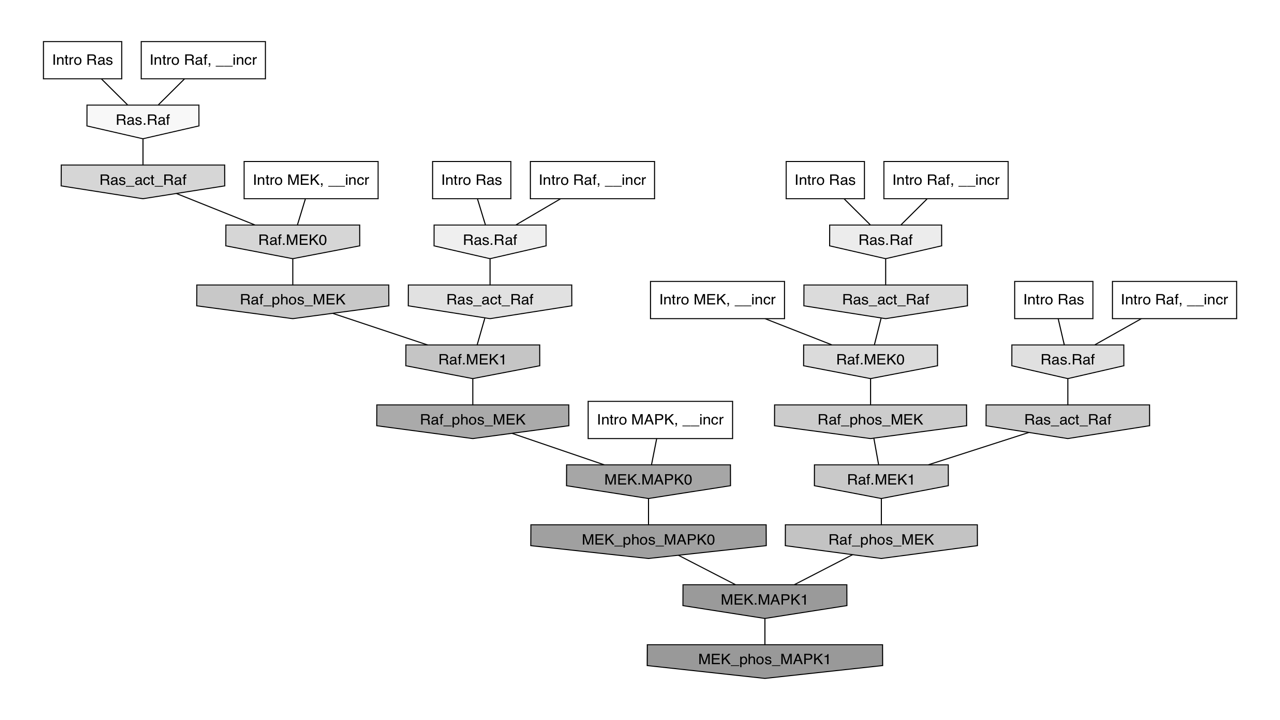 Intro Ras
Intro Raf, __incr
Ras.Raf
Ras_act_Raf
Intro MEK, __incr
Intro Ras
Intro Raf, __incr
Intro Ras
Intro Raf, __incr
Raf.MEK0
Ras.Raf
Ras.Raf
Raf_phos_MEK
Ras_act_Raf
Intro MEK, __incr
Ras_act_Raf
Intro Ras
Intro Raf, __incr
Raf.MEK1
Raf.MEK0
Ras.Raf
Raf_phos_MEK
Intro MAPK, __incr
Raf_phos_MEK
Ras_act_Raf
MEK.MAPK0
Raf.MEK1
MEK_phos_MAPK0
Raf_phos_MEK
MEK.MAPK1
MEK_phos_MAPK1